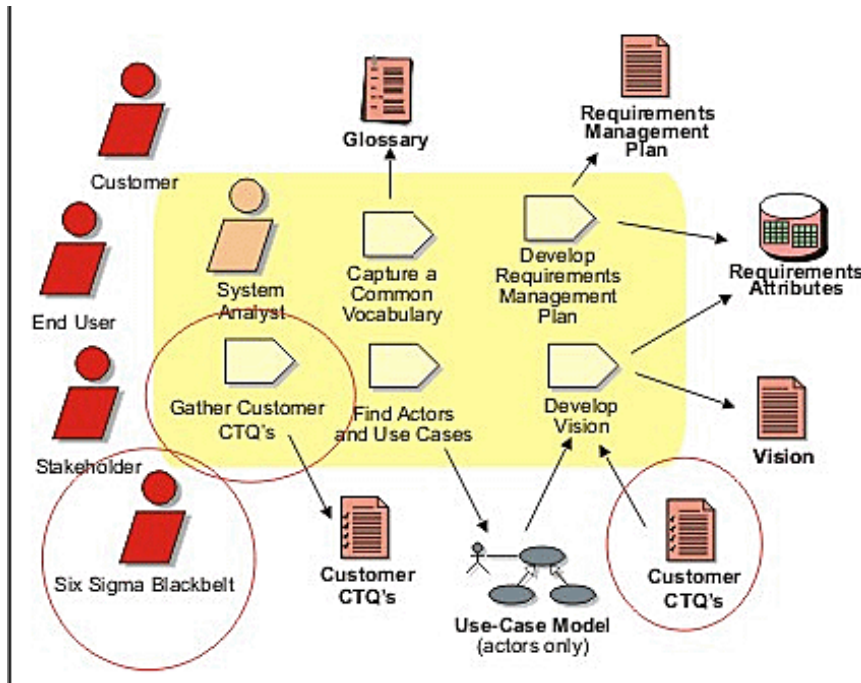 Customer
Glossary
Requirements
Management
Plan
End User
System
Analyst
Capture a
Common
Vocabulary
Develop
Requirements
Management
Plan
Requirements
Attributes
Stakeholder
Gather Customer
CTQ's
Find Actors
and Use Cases
Develop
Vision
Vision
Six Sigma Blackbelt
Customer
CTQ's
Use-Case Model
(actors only)
Customer
CTQ's